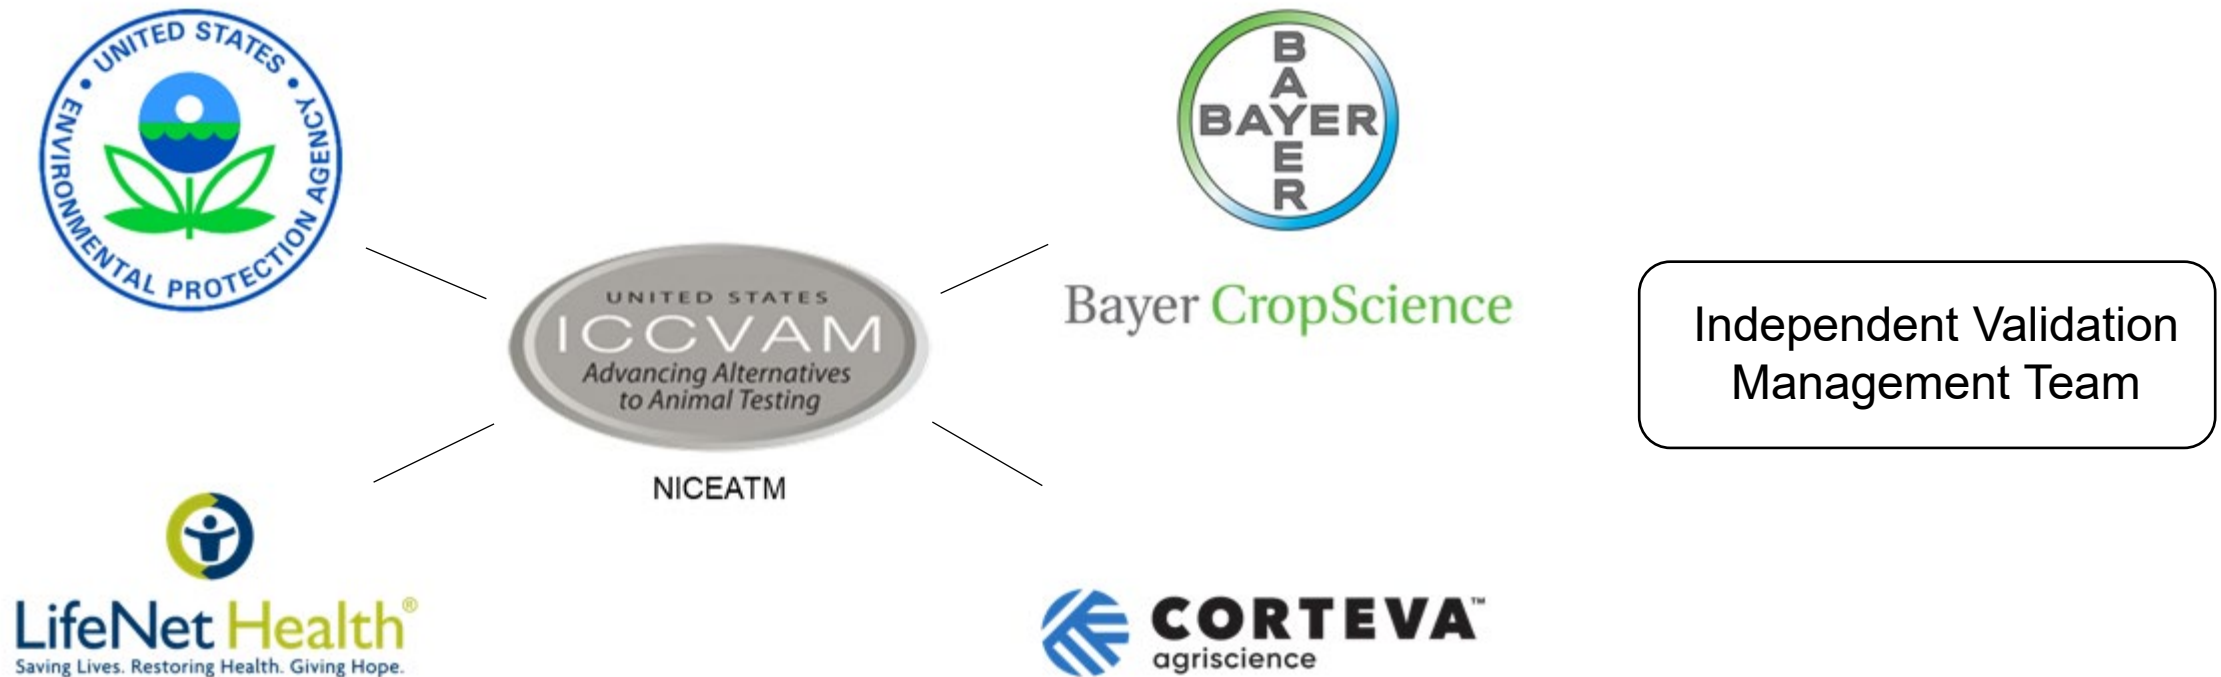 UNITED STATES
ENVIRONMENTAL PROTECTION AGENCY
BAYER
BAYER
Bayer CropScience
UNITED STATES
ICCVAM
Advancing Alternatives
to Animal Testing
NICEATM
Independent Validation
Management Team
LifeNet Health®
Saving Lives. Restoring Health. Giving Hope.
CORTEVA™
agriscience